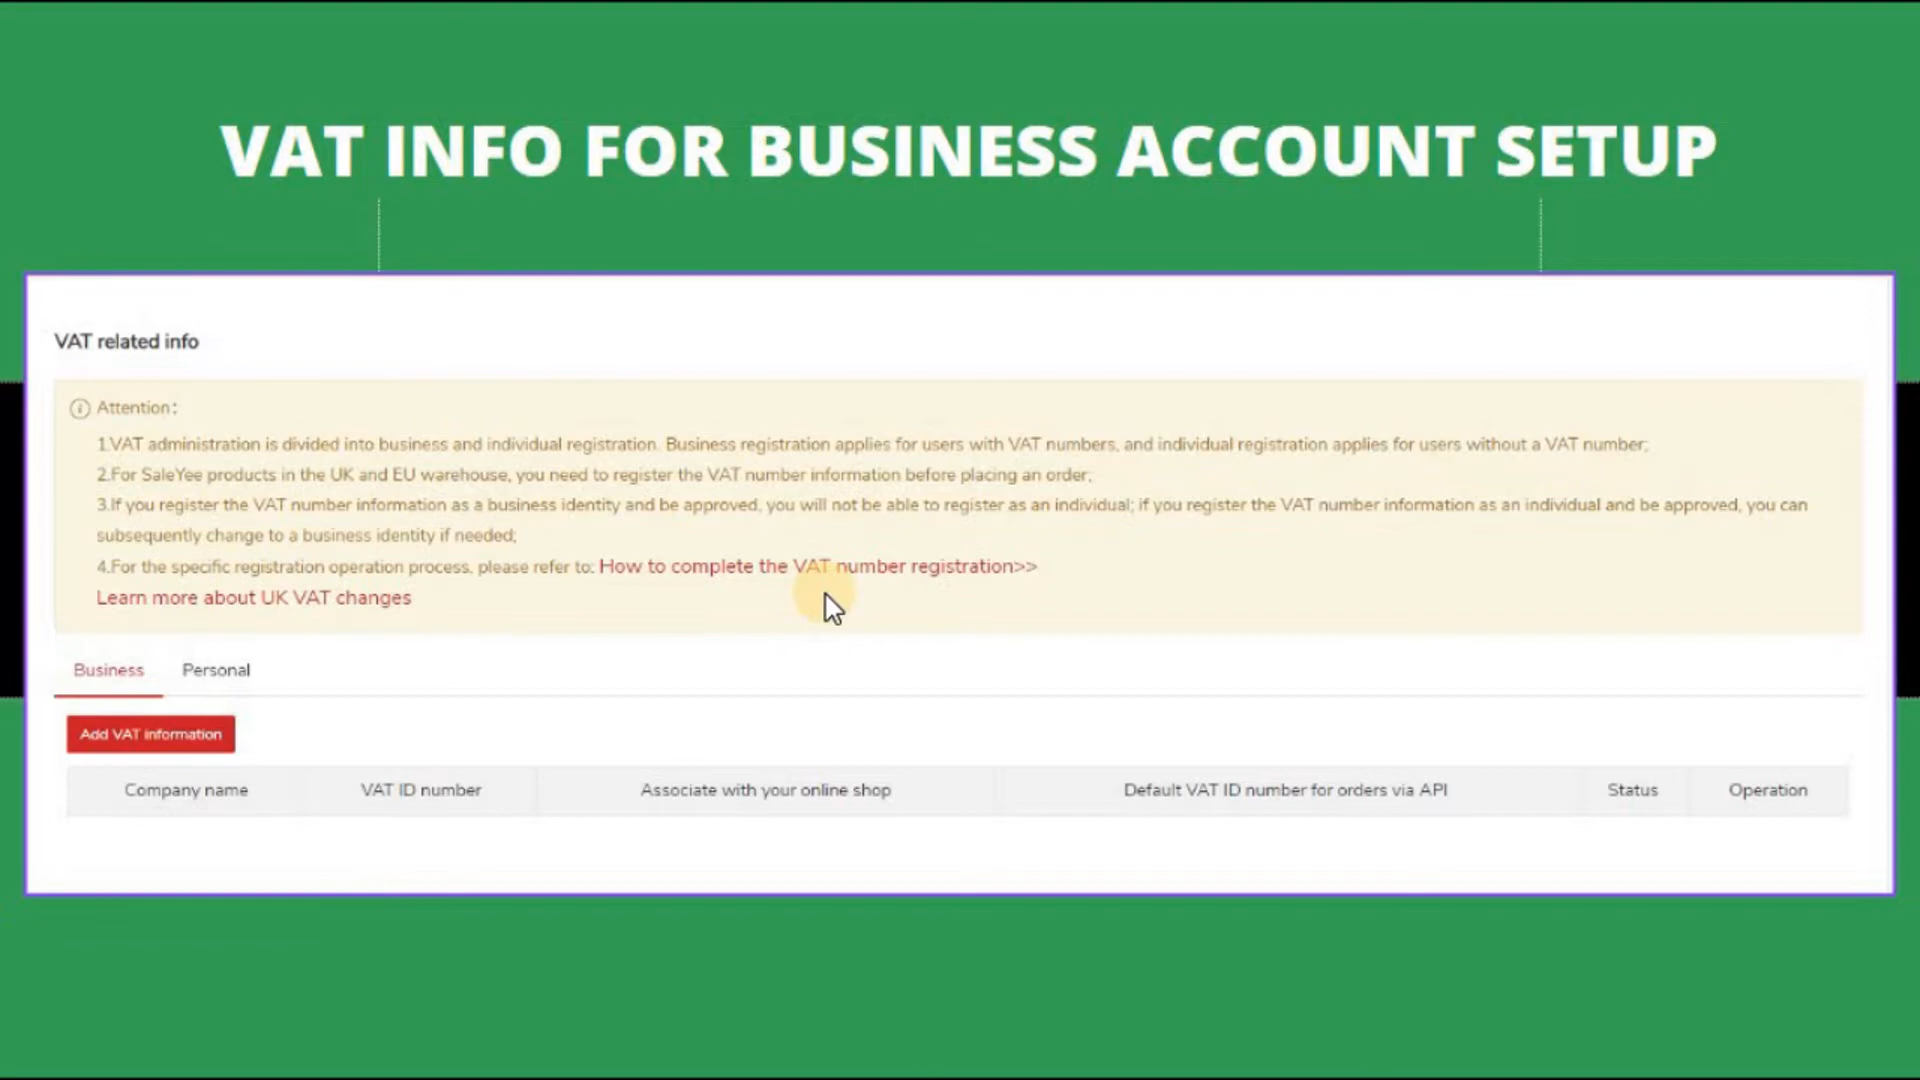 VAT INFO FOR BUSINESS ACCOUNT SETUP
VAT related info
Attention:
1.VAT administration is divided into business and individual registration. Business registration applies for users with VAT numbers, and individual registration applies for users without a VAT number;
2.For SaleYee products in the UK and EU warehouse, you need to register the VAT number information before placing an order;
3.If you register the VAT number information as a business identity and be approved, you will not be able to register as an individual; if you register the VAT number information as an individual and be approved, you can
subsequently change to a business identity if needed;
4.For the specific registration operation process, please refer to: How to complete the VAT number registration>>
Learn more about UK VAT changes
Business Personal
Add VAT information
Company name VAT ID number Associate with your online shop Default VAT ID number for orders via API Status Operation